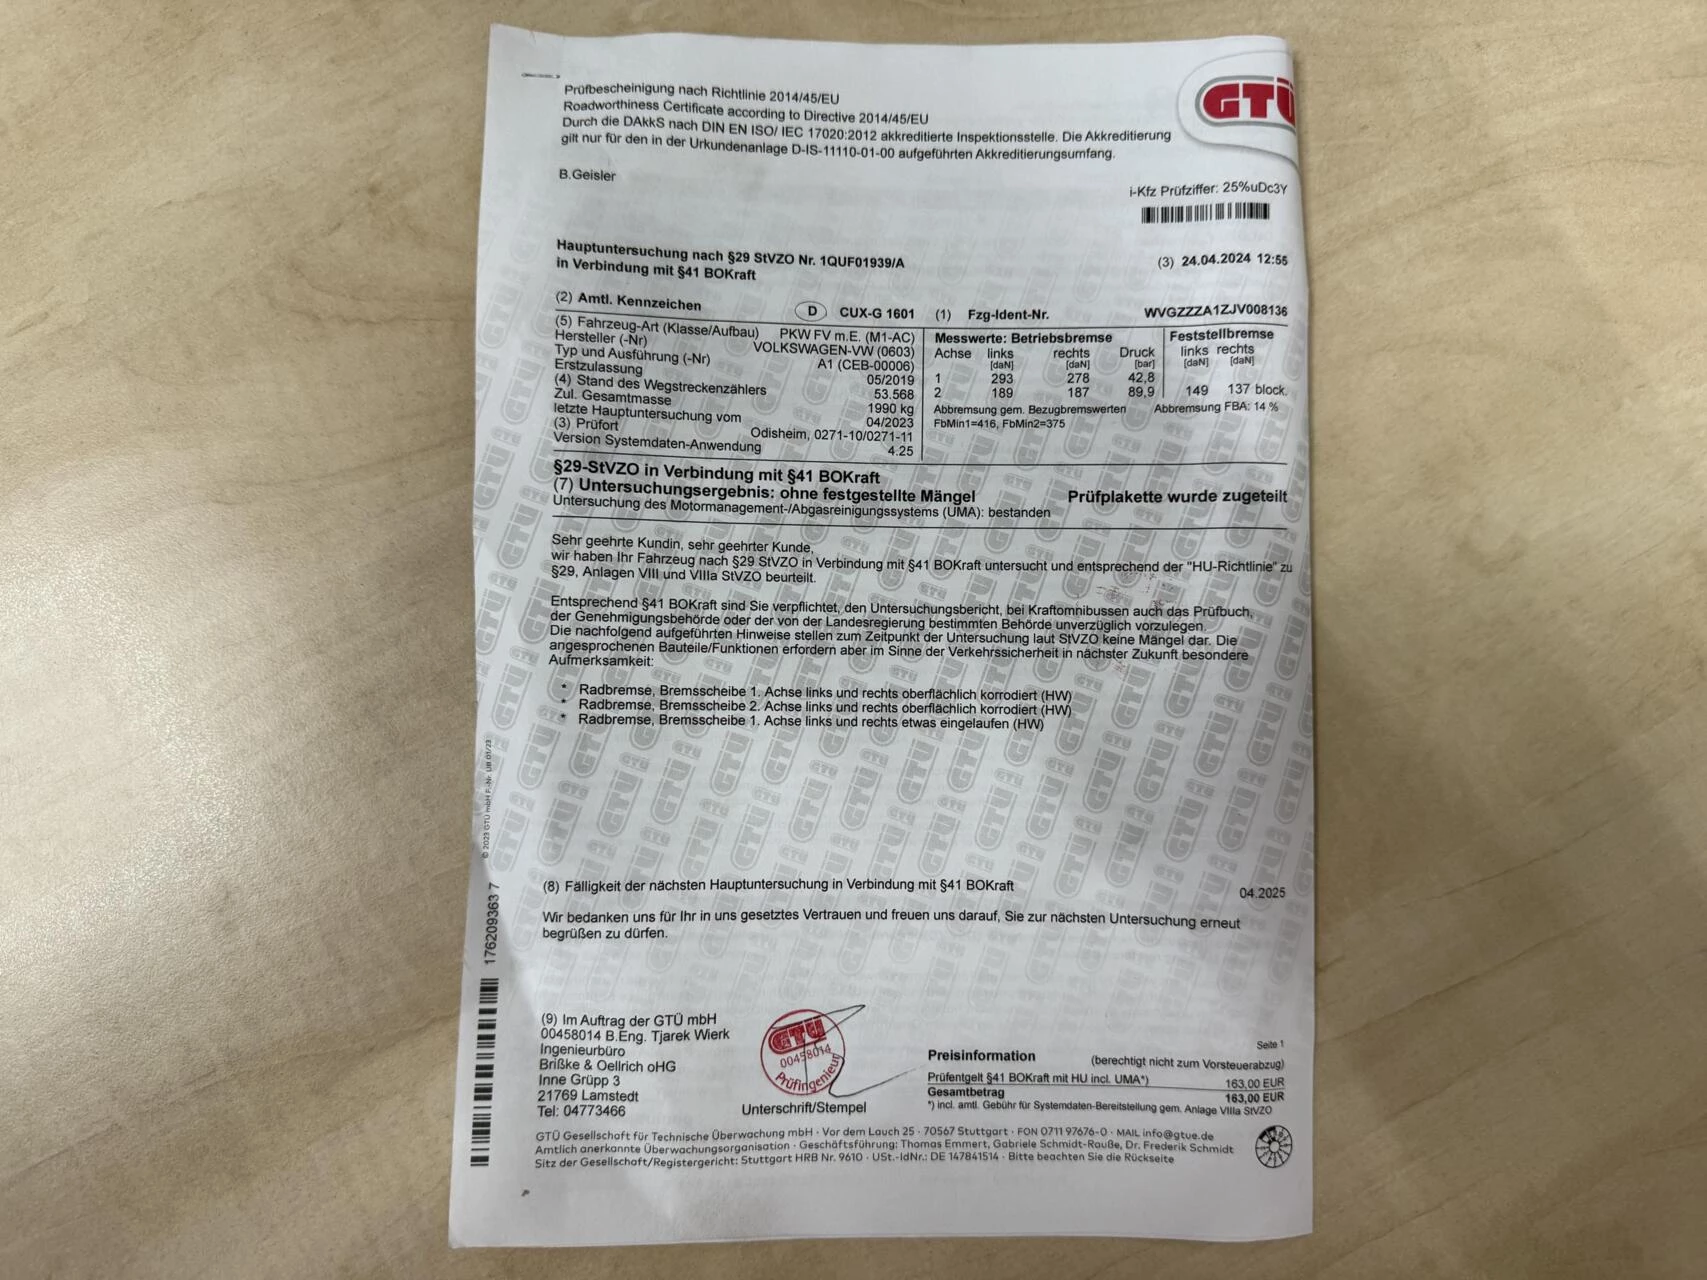 Prüfbescheinigung nach Richtlinie 2014/45/EU
Roadworthiness Certificate according to Directive 2014/45/EU
Durch die DAkkS nach DIN EN ISO/ IEC 17020:2012 akkreditierte Inspektionsstelle. Die Akkreditierung
gilt nur für den in der Urkundenanlage D-IS-11110-01-00 aufgeführten Akkreditierungsumfang.
GTÜ
B.Geisler
i-Kfz Prüfziffer: 25%uDc3Y
Hauptuntersuchung nach §29 StVZO Nr. 1QUF01939/A
in Verbindung mit §41 BOKraft
(3) 24.04.2024 12:55
(2) Amtl. Kennzeichen D CUX-G 1601 (1) Fzg-Ident-Nr. WVGZZZA1ZJV008136
(5) Fahrzeug-Art (Klasse/Aufbau) PKW FV m.E. (M1-AC)
Hersteller (-Nr) VOLKSWAGEN-VW (0603)
Typ und Ausführung (-Nr) A1 (CEB-00006)
Erstzulassung 05/2019
(4) Stand des Wegstreckenzählers 53.568
Zul. Gesamtmasse 1990 kg
letzte Hauptuntersuchung vom 04/2023
(3) Prüfort Odisheim, 0271-10/0271-11
Version Systemdaten-Anwendung 4.25
Messwerte: Betriebsbremse Feststellbremse
Achse links rechts Druck links rechts
[daN] [daN] [bar] [daN] [daN]
1 293 278 42,8
2 189 187 89,9 149 137 block.
Abbremsung gem. Bezugbremswerten Abbremsung FBA: 14 %
FbMin1=416, FbMin2=375
§29-StVZO in Verbindung mit §41 BOKraft
(7) Untersuchungsergebnis: ohne festgestellte Mängel Prüfplakette wurde zugeteilt
Untersuchung des Motormanagement-/Abgasreinigungssystems (UMA): bestanden
Sehr geehrte Kundin, sehr geehrter Kunde,
wir haben Ihr Fahrzeug nach §29 StVZO in Verbindung mit §41 BOKraft untersucht und entsprechend der "HU-Richtlinie" zu
§29, Anlagen VIII und VIIIa StVZO beurteilt.
Entsprechend §41 BOKraft sind Sie verpflichtet, den Untersuchungsbericht, bei Kraftomnibussen auch das Prüfbuch,
der Genehmigungsbehörde oder der von der Landesregierung bestimmten Behörde unverzüglich vorzulegen.
Die nachfolgend aufgeführten Hinweise stellen zum Zeitpunkt der Untersuchung laut StVZO keine Mängel dar. Die
angesprochenen Bauteile/Funktionen erfordern aber im Sinne der Verkehrssicherheit in nächster Zukunft besondere
Aufmerksamkeit:
* Radbremse, Bremsscheibe 1. Achse links und rechts oberflächlich korrodiert (HW)
* Radbremse, Bremsscheibe 2. Achse links und rechts oberflächlich korrodiert (HW)
* Radbremse, Bremsscheibe 1. Achse links und rechts etwas eingelaufen (HW)
© 2023 GTÜ mbH F.-Nr. UB 01/23
176209363 7
(8) Fälligkeit der nächsten Hauptuntersuchung in Verbindung mit §41 BOKraft 04.2025
Wir bedanken uns für Ihr in uns gesetztes Vertrauen und freuen uns darauf, Sie zur nächsten Untersuchung erneut
begrüßen zu dürfen.
(9) Im Auftrag der GTÜ mbH
00458014 B.Eng. Tjarek Wierk
Ingenieurbüro
Brißke & Oellrich oHG
Inne Grüpp 3
21769 Lamstedt
Tel: 04773466
GTÜ
00458014
Prüfingenieur
Unterschrift/Stempel
Seite 1
Preisinformation (berechtigt nicht zum Vorsteuerabzug)
Prüfentgelt §41 BOKraft mit HU incl. UMA*) 163,00 EUR
Gesamtbetrag 163,00 EUR
*) incl. amtl. Gebühr für Systemdaten-Bereitstellung gem. Anlage VIIIa StVZO
GTÜ Gesellschaft für Technische Überwachung mbH · Vor dem Lauch 25 · 70567 Stuttgart · FON 0711 97676-0 · MAIL info@gtue.de
Amtlich anerkannte Überwachungsorganisation · Geschäftsführung: Thomas Emmert, Gabriele Schmidt-Rauße, Dr. Frederik Schmidt
Sitz der Gesellschaft/Registergericht: Stuttgart HRB Nr. 9610 · USt.-IdNr.: DE 147841514 · Bitte beachten Sie die Rückseite